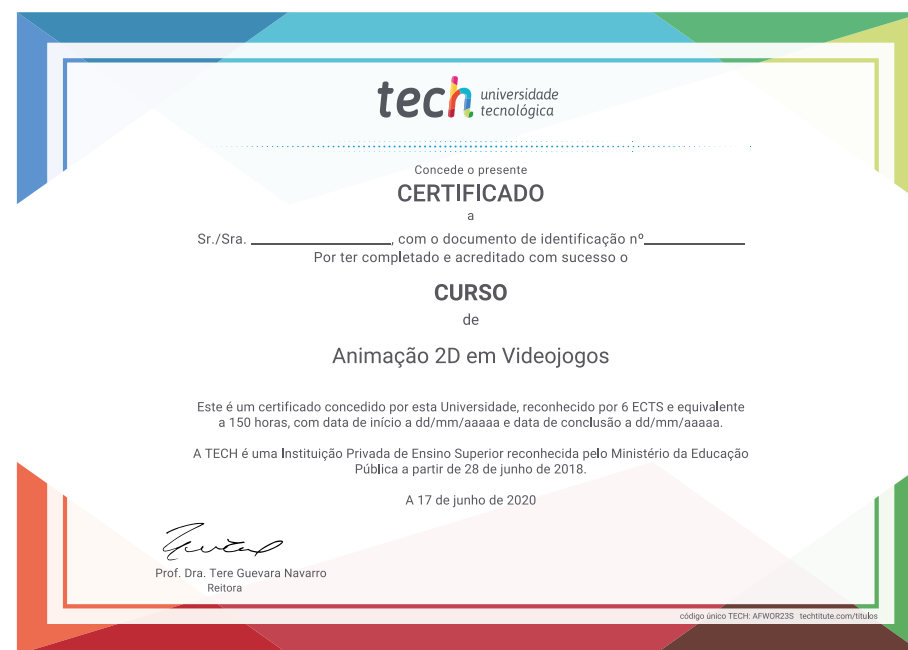 tech universidade
tecnológica
Concede o presente
CERTIFICADO
a
Sr./Sra. ____________________, com o documento de identificação nº______________
Por ter completado e acreditado com sucesso o
CURSO
de
Animação 2D em Videojogos
Este é um certificado concedido por esta Universidade, reconhecido por 6 ECTS e equivalente
a 150 horas, com data de início a dd/mm/aaaaa e data de conclusão a dd/mm/aaaaa.
A TECH é uma Instituição Privada de Ensino Superior reconhecida pelo Ministério da Educação
Pública a partir de 28 de junho de 2018.
A 17 de junho de 2020
Prof. Dra. Tere Guevara Navarro
Reitora
código único TECH: AFWOR23S techtitute.com/titulos